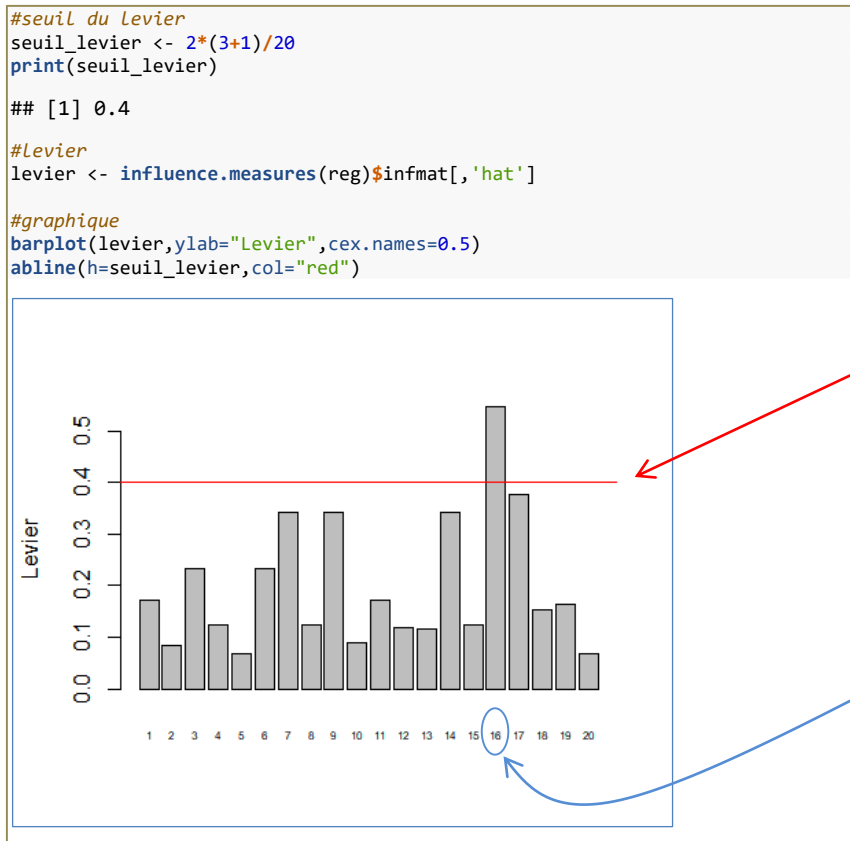 #seuil du levier
seuil_levier <- 2*(3+1)/20
print(seuil_levier)
## [1] 0.4
#levier
levier <- influence.measures(reg)$infmat[,'hat']
#graphique
barplot(levier,ylab="Levier",cex.names=0.5)
abline(h=seuil_levier,col="red")
0.5
0.4
0.3
0.2
0.1
0.0
Levier
1 2 3 4 5 6 7 8 9 10 11 12 13 14 15 16 17 18 19 20